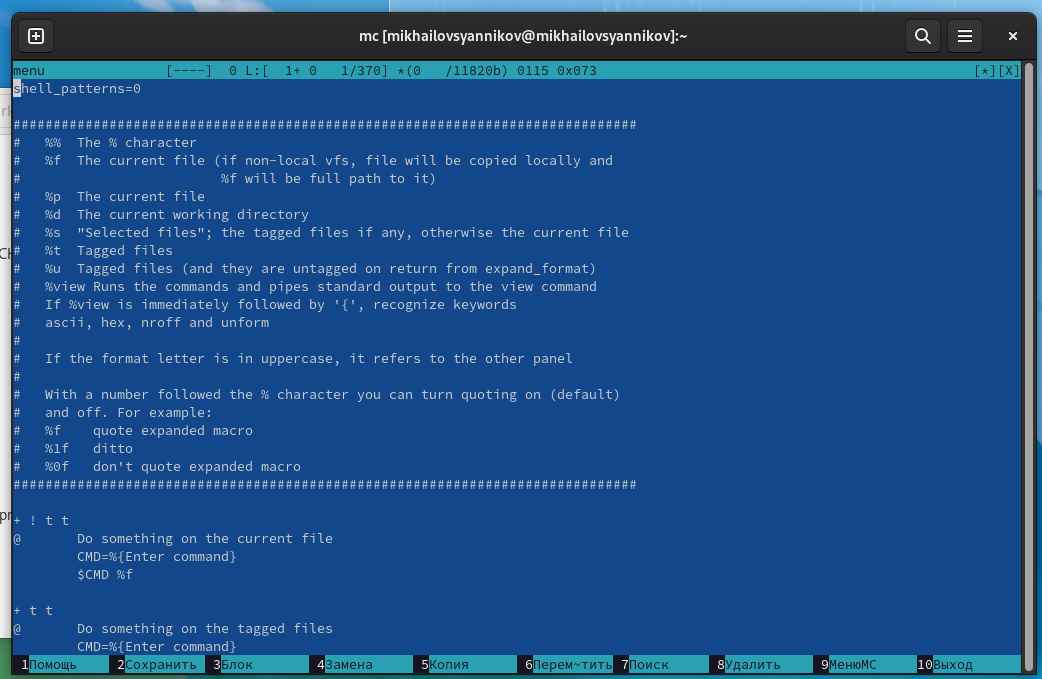 mc [mikhailovsyannikov@mikhailovsyannikov]:~
menu [----] 0 L:[ 1+ 0 1/370] *(0 /11820b) 0115 0x073 [*][X]
shell_patterns=0
##############################################################################
# %% The % character
# %f The current file (if non-local vfs, file will be copied locally and
# %f will be full path to it)
# %p The current file
# %d The current working directory
# %s "Selected files"; the tagged files if any, otherwise the current file
# %t Tagged files
# %u Tagged files (and they are untagged on return from expand_format)
# %view Runs the commands and pipes standard output to the view command
# If %view is immediately followed by '{', recognize keywords
# ascii, hex, nroff and unform
#
# If the format letter is in uppercase, it refers to the other panel
#
# With a number followed the % character you can turn quoting on (default)
# and off. For example:
# %f quote expanded macro
# %1f ditto
# %0f don't quote expanded macro
##############################################################################
+ ! t t
@ Do something on the current file
CMD=%{Enter command}
$CMD %f
+ t t
@ Do something on the tagged files
CMD=%{Enter command}
1Помощь 2Сохранить 3Блок 4Замена 5Копия 6Перем~тить 7Поиск 8Удалить 9МенюMC 10Выход